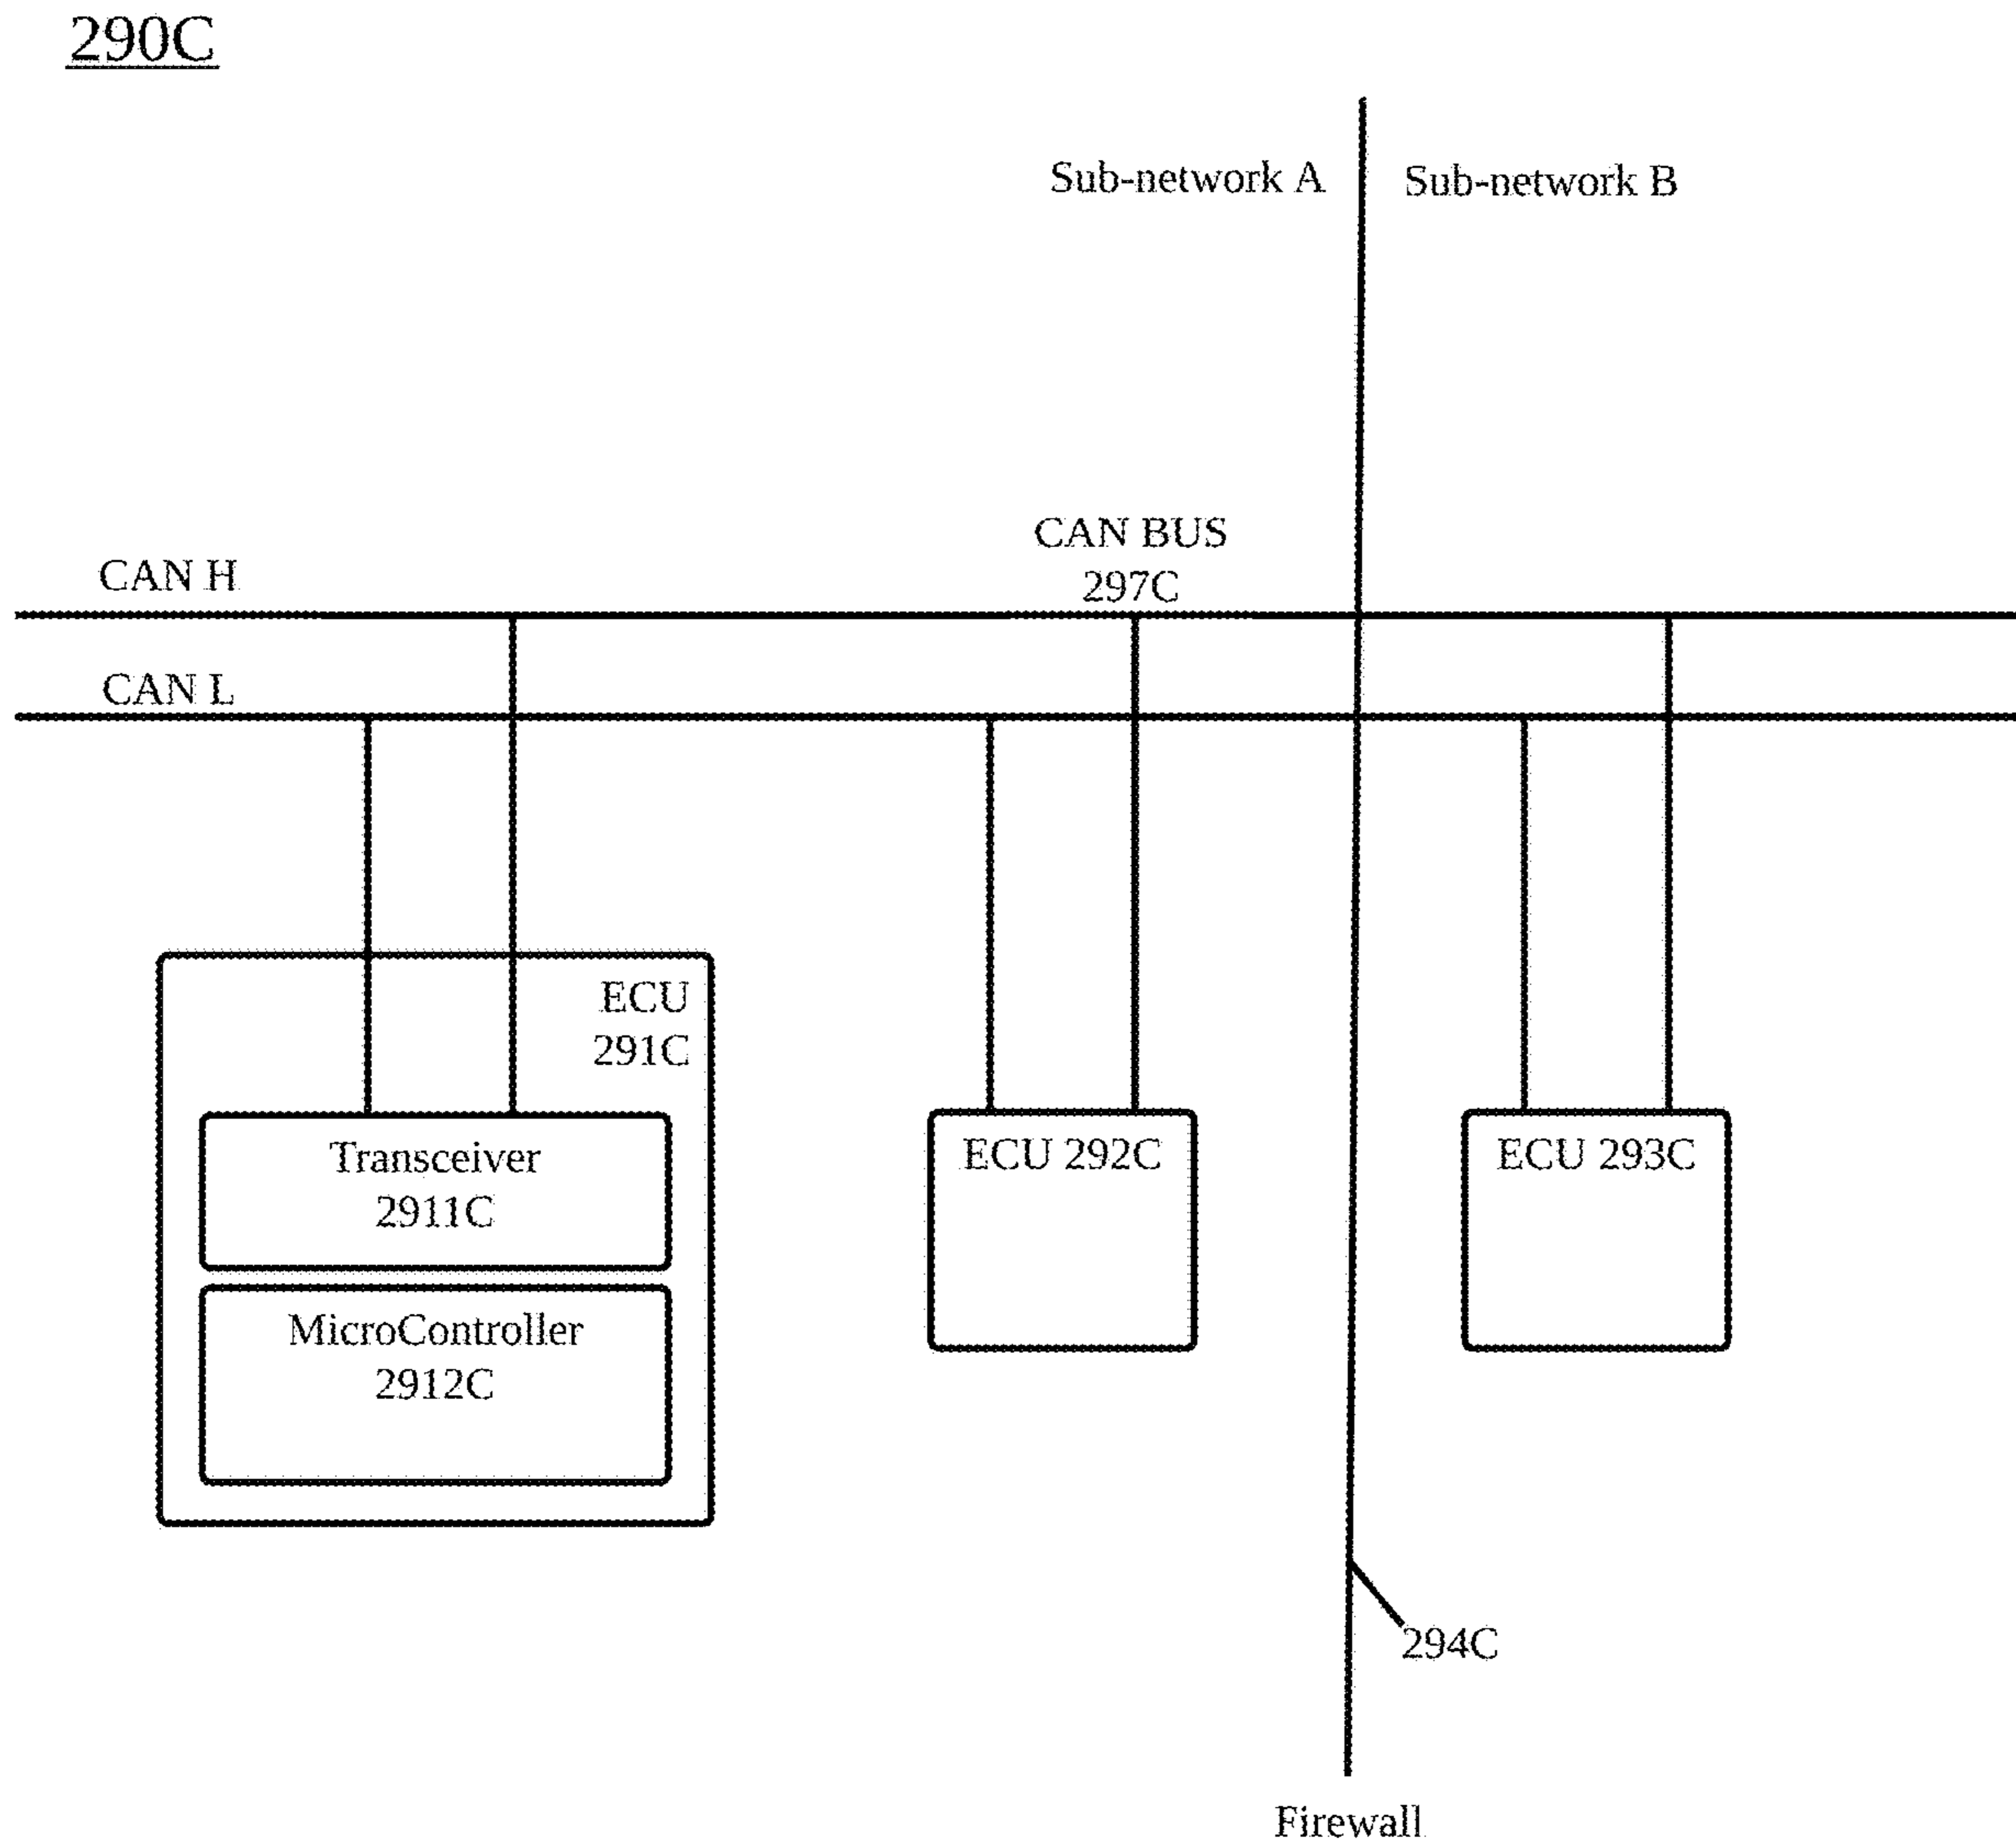 290C
Sub-network A
Sub-network B
CAN BUS
297C
CAN H
CAN L
ECU
291C
Transceiver
2911C
MicroController
2912C
ECU 292C
ECU 293C
294C
Firewall